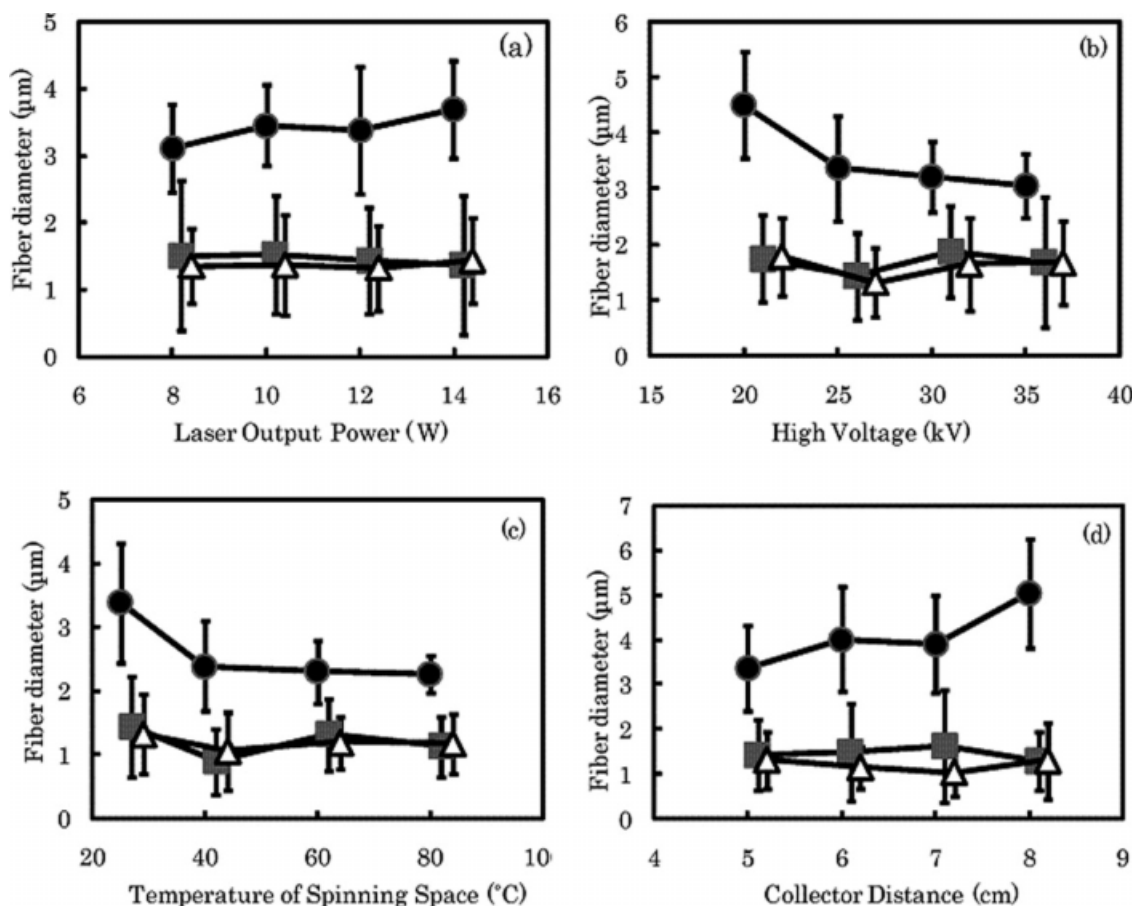 (a)
Fiber diameter (μm)
5
4
3
2
1
0
6 8 10 12 14 16
Laser Output Power (W)
(b)
Fiber diameter (μm)
6
5
4
3
2
1
0
15 20 25 30 35 40
High Voltage (kV)
(c)
Fiber diameter (μm)
5
4
3
2
1
0
20 40 60 80 10
Temperature of Spinning Space (°C)
(d)
Fiber diameter (μm)
7
6
5
4
3
2
1
0
4 5 6 7 8 9
Collector Distance (cm)